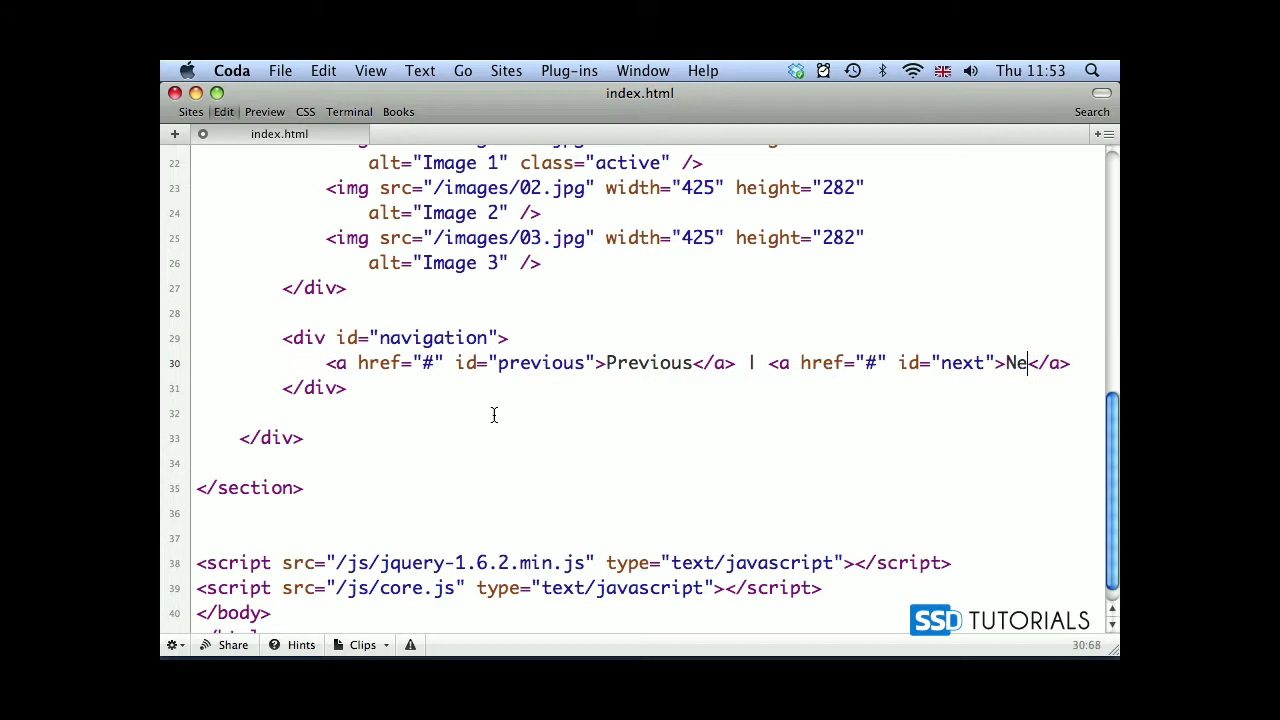 Coda File Edit View Text Go Sites Plug-ins Window Help Thu 11:53
index.html
Sites Edit Preview CSS Terminal Books Search
index.html
22 alt="Image 1" class="active" />
23 <img src="/images/02.jpg" width="425" height="282"
24 alt="Image 2" />
25 <img src="/images/03.jpg" width="425" height="282"
26 alt="Image 3" />
27 </div>
28
29 <div id="navigation">
30 <a href="#" id="previous">Previous</a> | <a href="#" id="next">Ne</a>
31 </div>
32
33 </div>
34
35 </section>
36
37
38 <script src="/js/jquery-1.6.2.min.js" type="text/javascript"></script>
39 <script src="/js/core.js" type="text/javascript"></script>
40 </body>
SSD TUTORIALS
Share Hints Clips 30:68